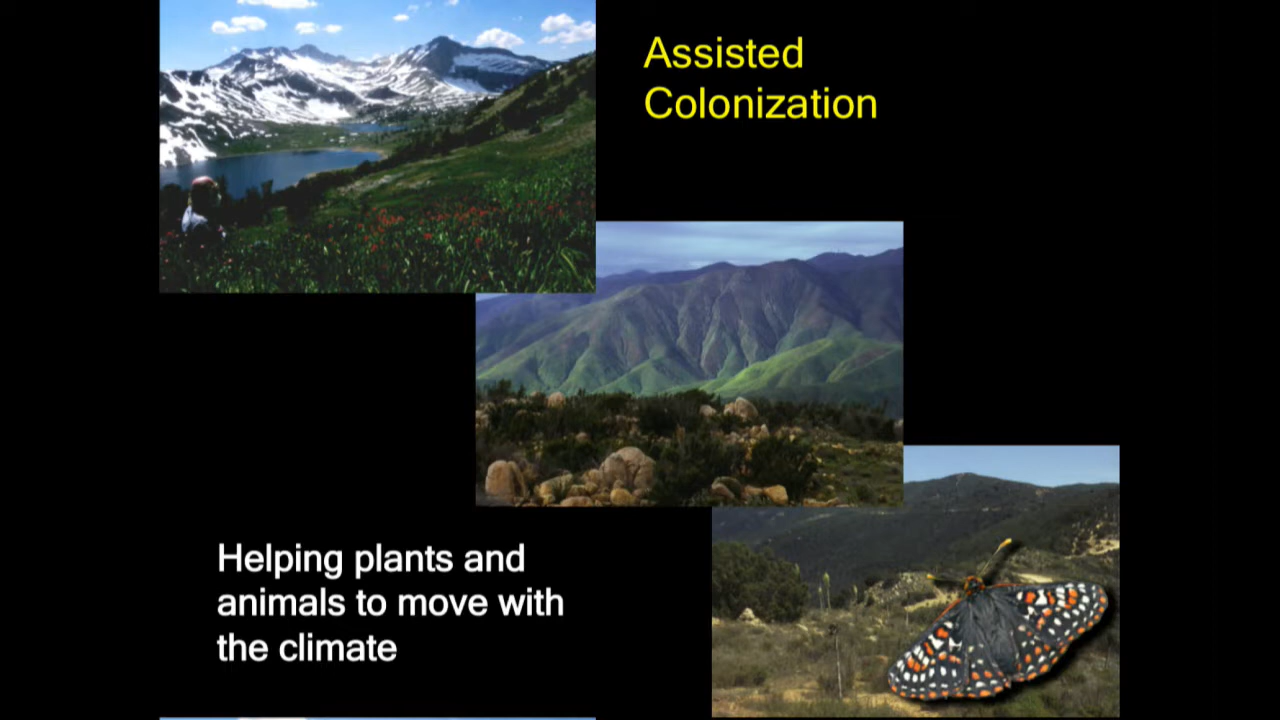 Assisted
Colonization
Helping plants and
animals to move with
the climate